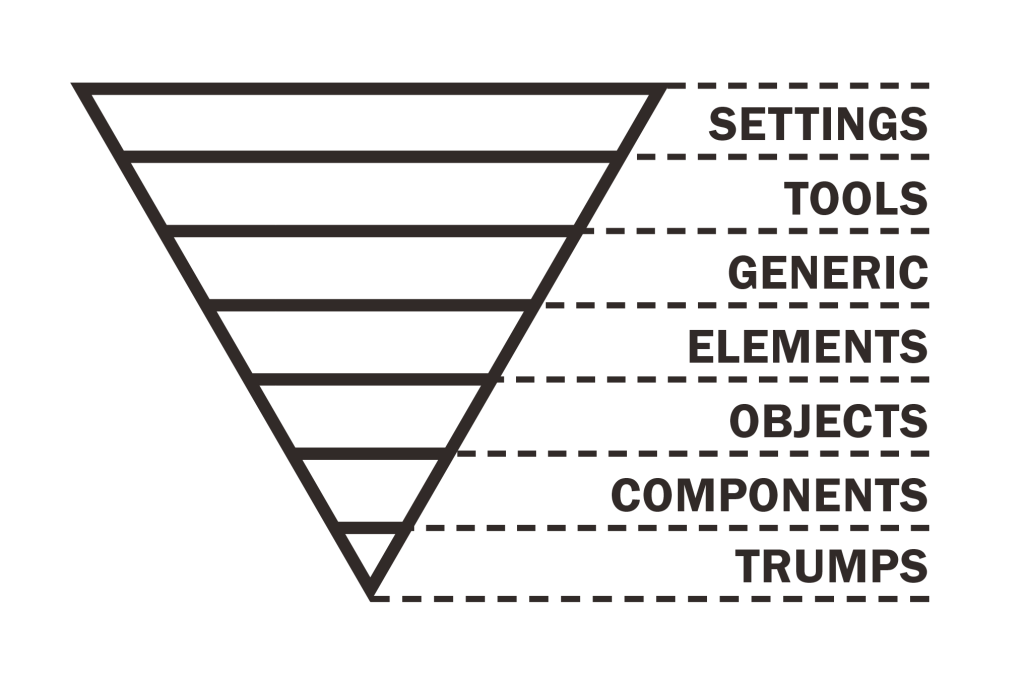 SETTINGS
TOOLS
GENERIC
ELEMENTS
OBJECTS
COMPONENTS
TRUMPS